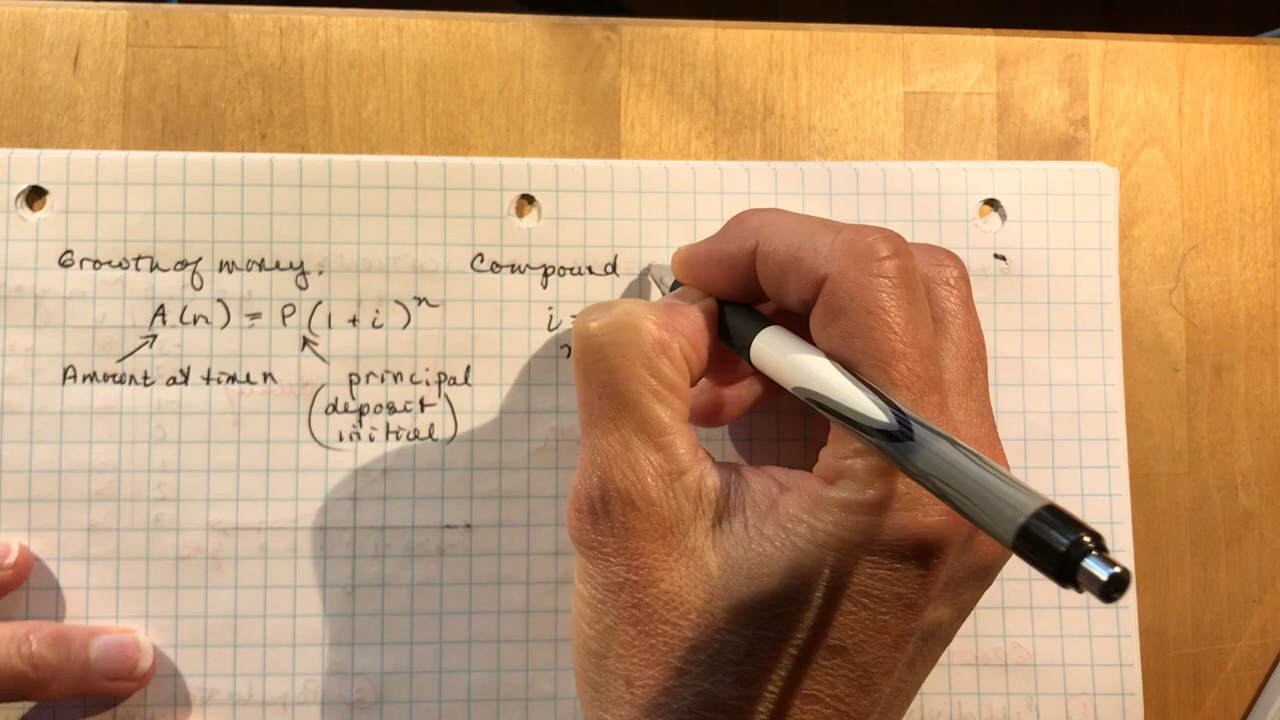 Growth of money.
A(n) = P(1 + i)^n
Amount at time n
principal
(deposit
initial)
Compound
i =